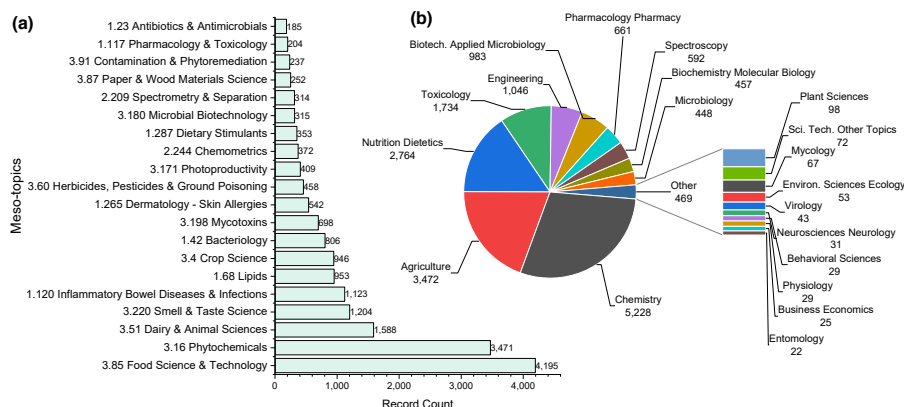 (a)
Meso-topics
1.23 Antibiotics & Antimicrobials 185
1.117 Pharmacology & Toxicology 204
3.91 Contamination & Phytoremediation 237
3.87 Paper & Wood Materials Science 252
2.209 Spectrometry & Separation 314
3.180 Microbial Biotechnology 315
1.287 Dietary Stimulants 353
2.244 Chemometrics 372
3.171 Photoproductivity 409
3.60 Herbicides, Pesticides & Ground Poisoning 458
1.265 Dermatology - Skin Allergies 542
3.198 Mycotoxins 698
1.42 Bacteriology 806
3.4 Crop Science 946
1.68 Lipids 953
1.120 Inflammatory Bowel Diseases & Infections 1,123
3.220 Smell & Taste Science 1,204
3.51 Dairy & Animal Sciences 1,588
3.16 Phytochemicals 3,471
3.85 Food Science & Technology 4,195
0 1,000 2,000 3,000 4,000
Record Count
(b)
Pharmacology Pharmacy
661
Biotech. Applied Microbiology
983
Engineering
1,046
Toxicology
1,734
Nutrition Dietetics
2,764
Agriculture
3,472
Chemistry
5,228
Spectroscopy
592
Biochemistry Molecular Biology
457
Microbiology
448
Other
469
Plant Sciences
98
Sci. Tech. Other Topics
72
Mycology
67
Environ. Sciences Ecology
53
Virology
43
Neurosciences Neurology
31
Behavioral Sciences
29
Physiology
29
Business Economics
25
Entomology
22